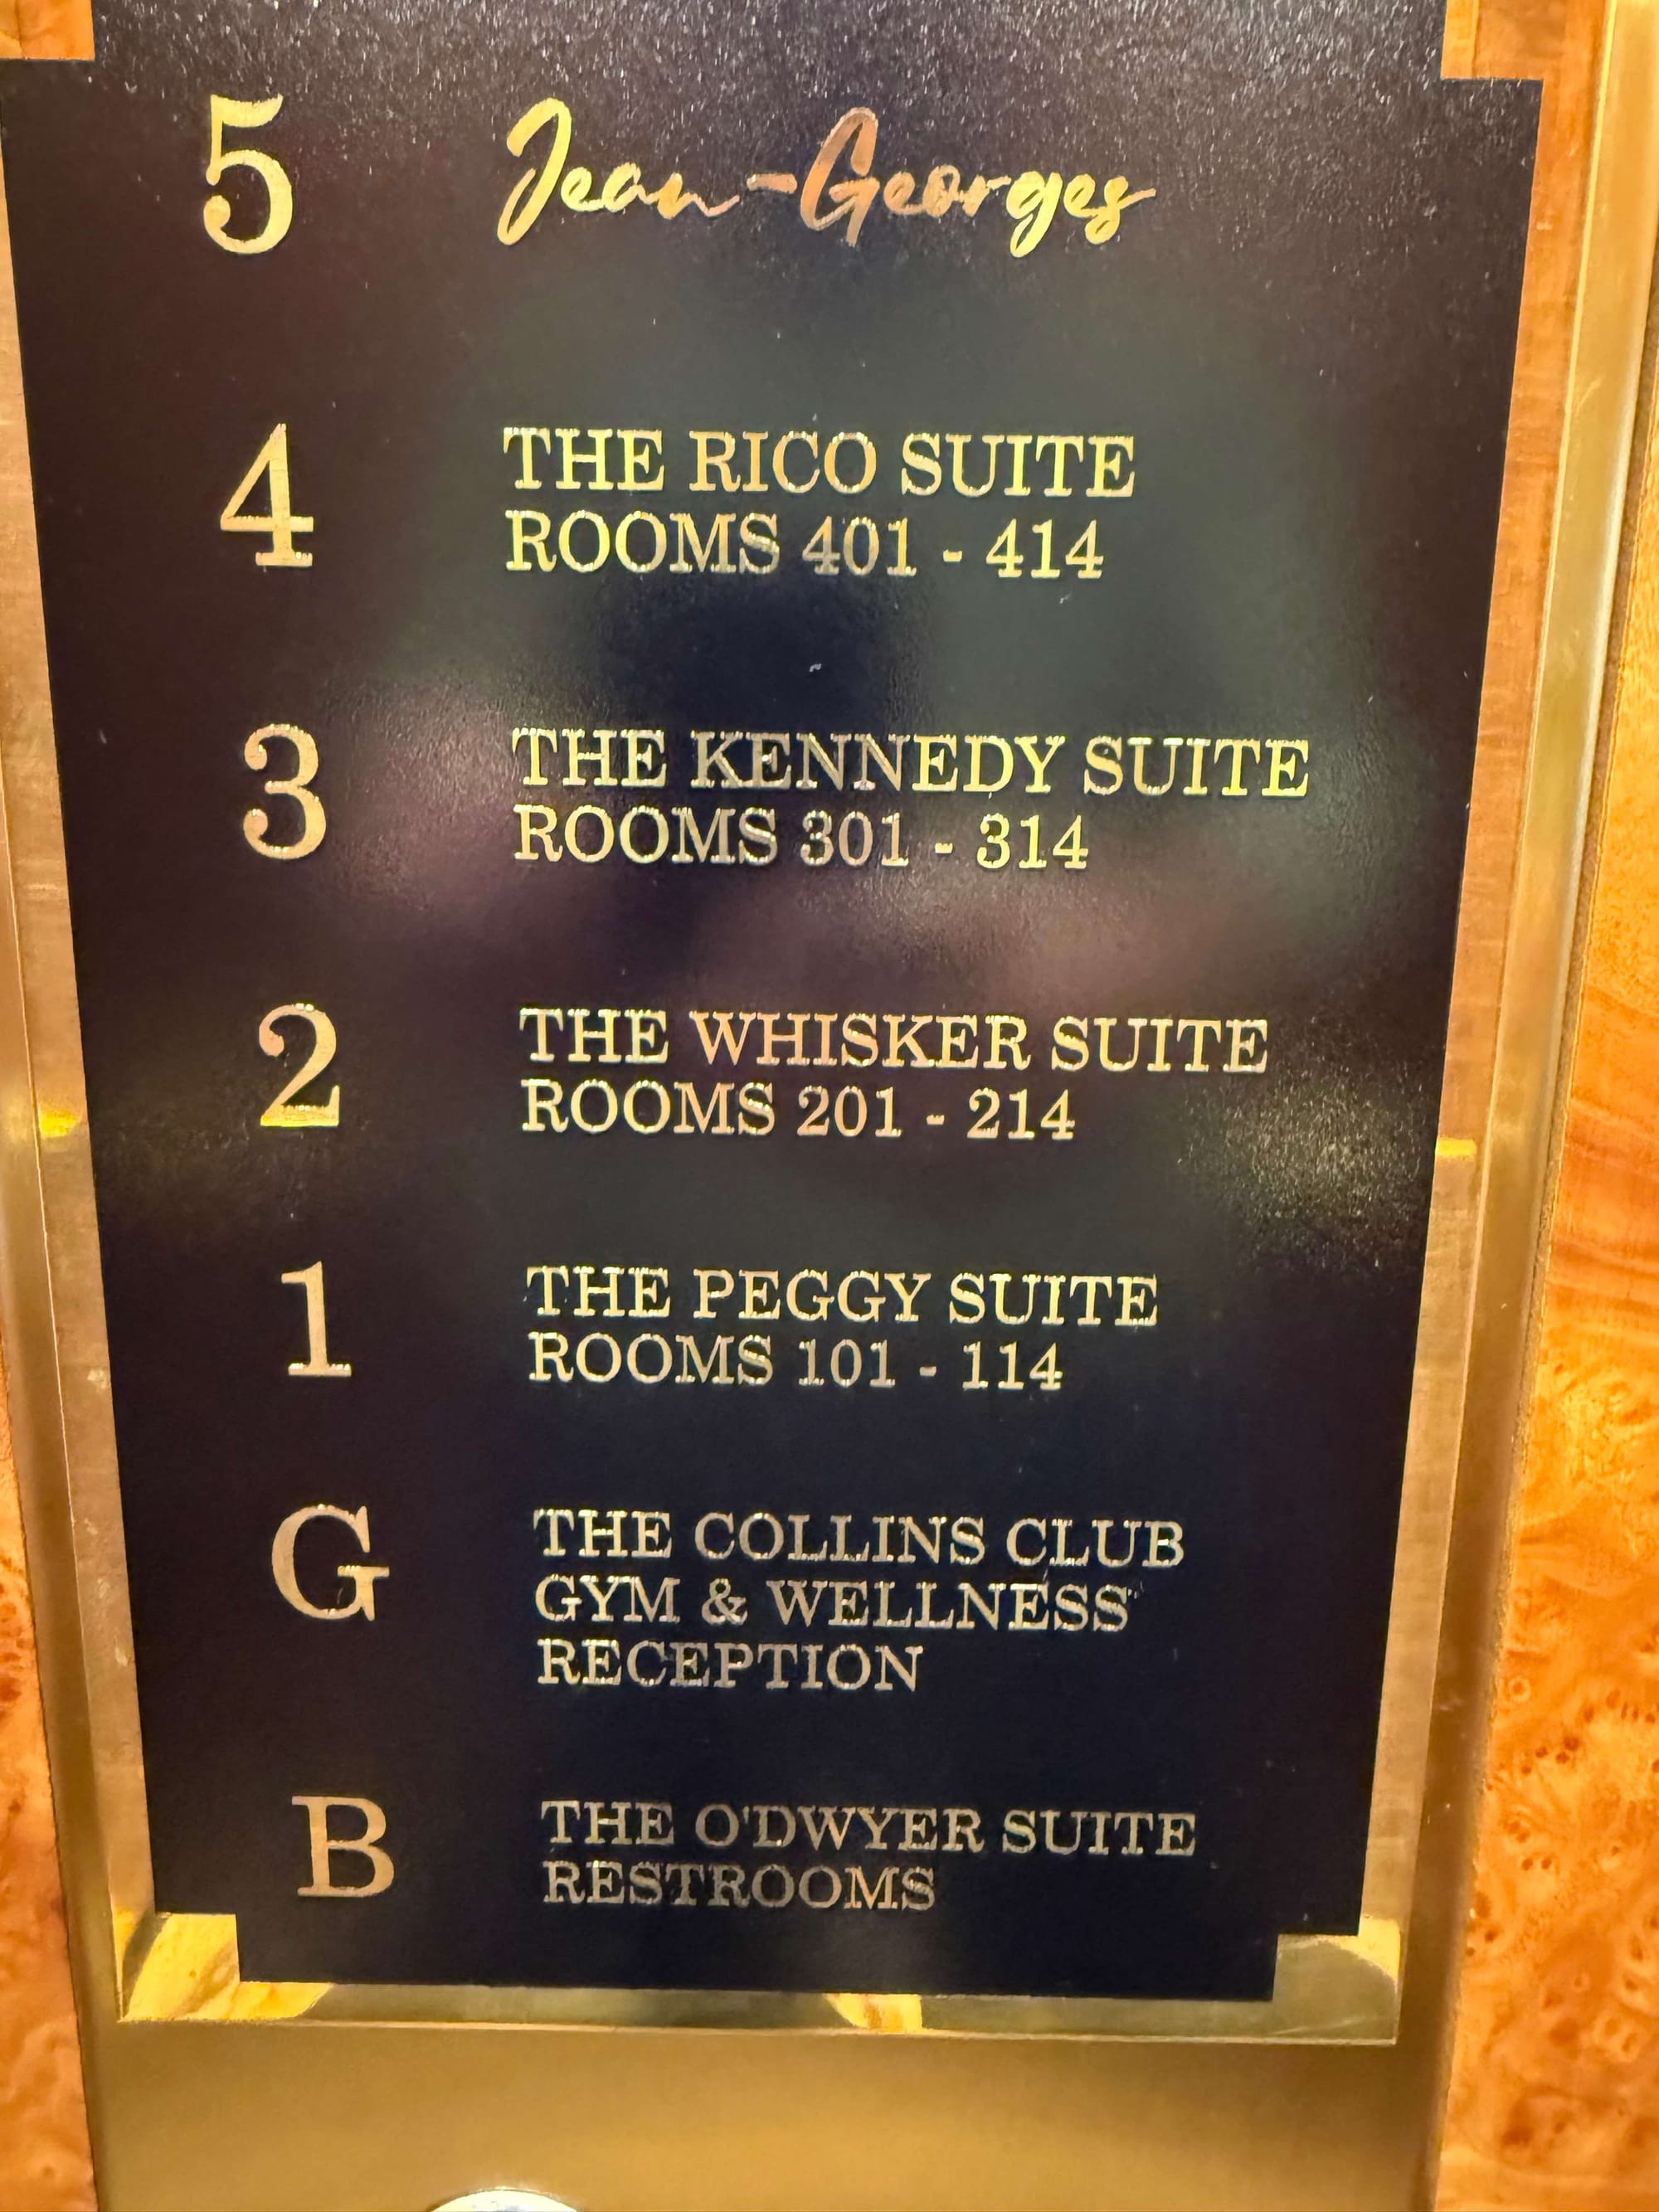 5 Jean-Georges
4 THE RICO SUITE
ROOMS 401 - 414
3 THE KENNEDY SUITE
ROOMS 301 - 314
2 THE WHISKER SUITE
ROOMS 201 - 214
1 THE PEGGY SUITE
ROOMS 101 - 114
G THE COLLINS CLUB
GYM & WELLNESS
RECEPTION
B THE O'DWYER SUITE
RESTROOMS